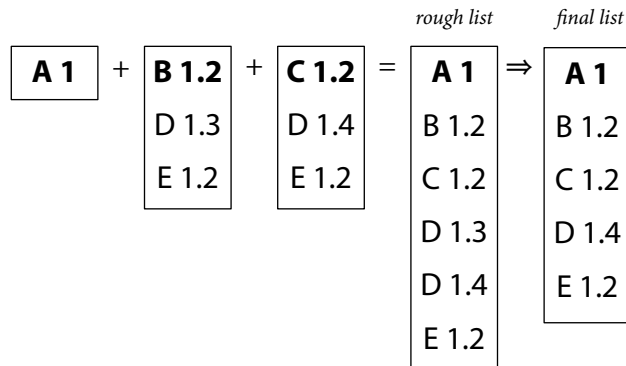 rough list final list
A 1 + B 1.2 + C 1.2 = A 1 ⇒ A 1
D 1.3 D 1.4 B 1.2 B 1.2
E 1.2 E 1.2 C 1.2 C 1.2
D 1.3 D 1.4
D 1.4 E 1.2
E 1.2